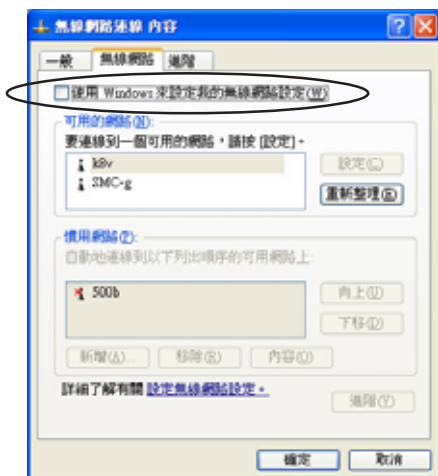 無線網路連線 內容
一般 無線網路 進階
使用 Windows 來設定我的無線網路設定(W)
可用的網路(N):
要連線到一個可用的網路，請按 [設定]。
k8v
設定(C)
SMC-g
重新整理(E)
慣用網路(P):
自動地連線到以下列出順序的可用網路上:
500b
向上(U)
下移(D)
新增(A)... 移除(R) 內容(O)
詳細了解有關 設定無線網路設定。
進階(V)
確定 取消